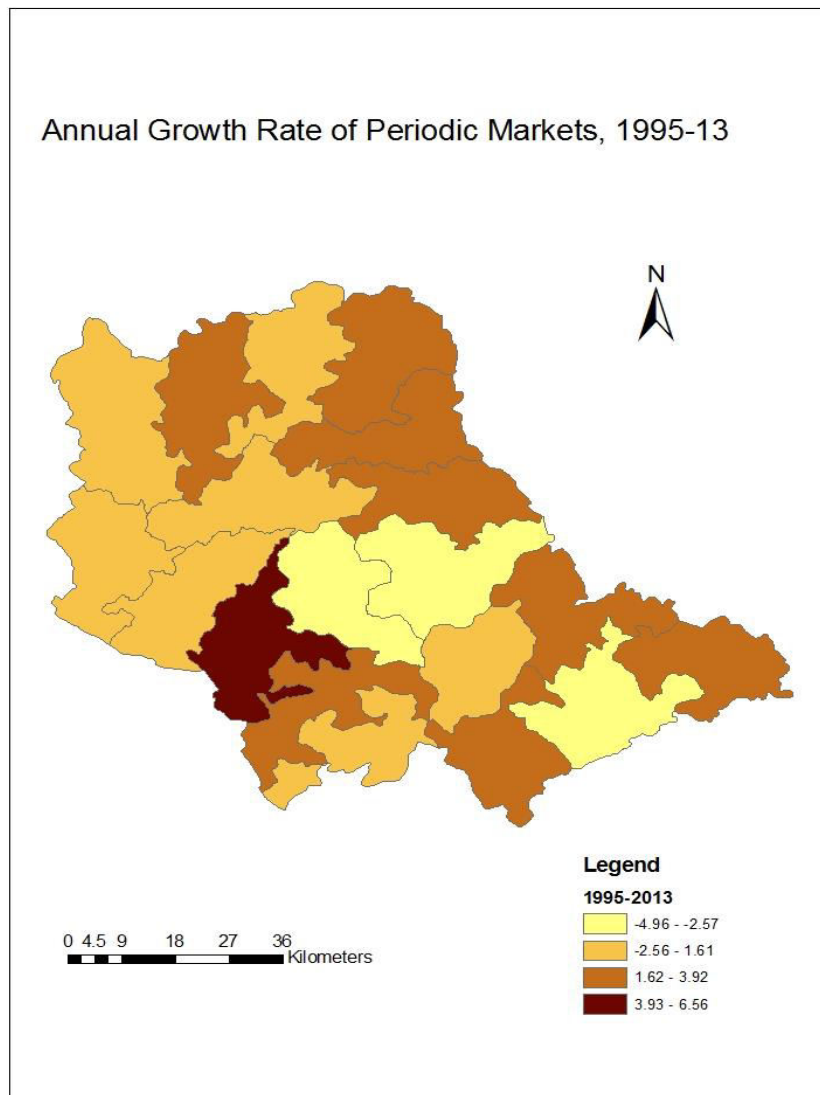 Annual Growth Rate of Periodic Markets, 1995-13
N
Legend
1995-2013
-4.96 - -2.57
-2.56 - 1.61
1.62 - 3.92
3.93 - 6.56
0 4.5 9 18 27 36
Kilometers